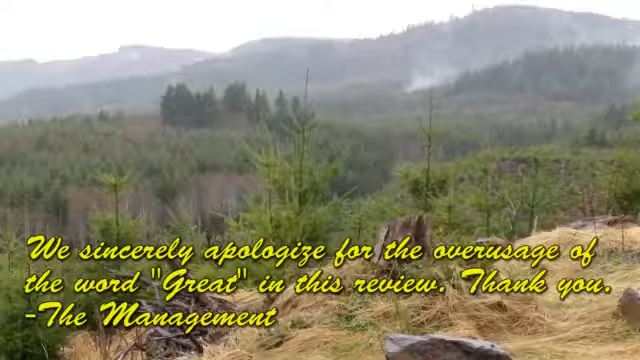 We sincerely apologize for the overusage of
the word "Great" in this review. Thank you.
-The Management